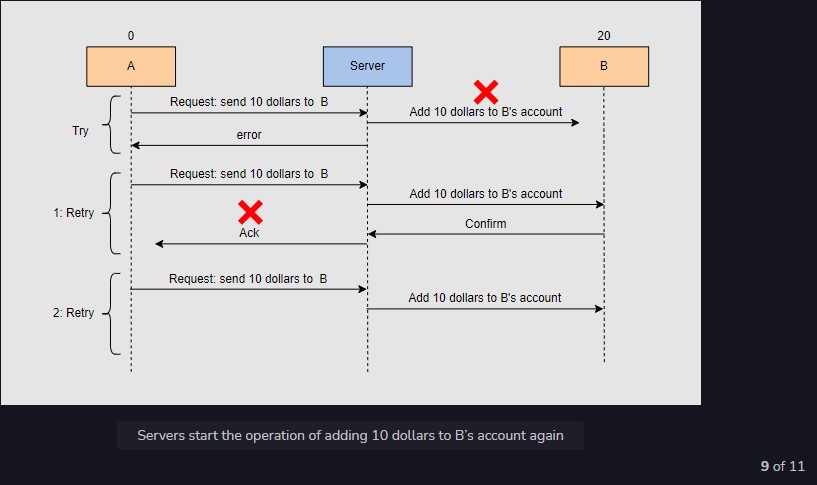 0
20
A
Server
B
Request: send 10 dollars to B
Add 10 dollars to B's account
Try
error
Request: send 10 dollars to B
Add 10 dollars to B's account
1: Retry
Confirm
Ack
Request: send 10 dollars to B
Add 10 dollars to B's account
2: Retry
Servers start the operation of adding 10 dollars to B's account again
9 of 11